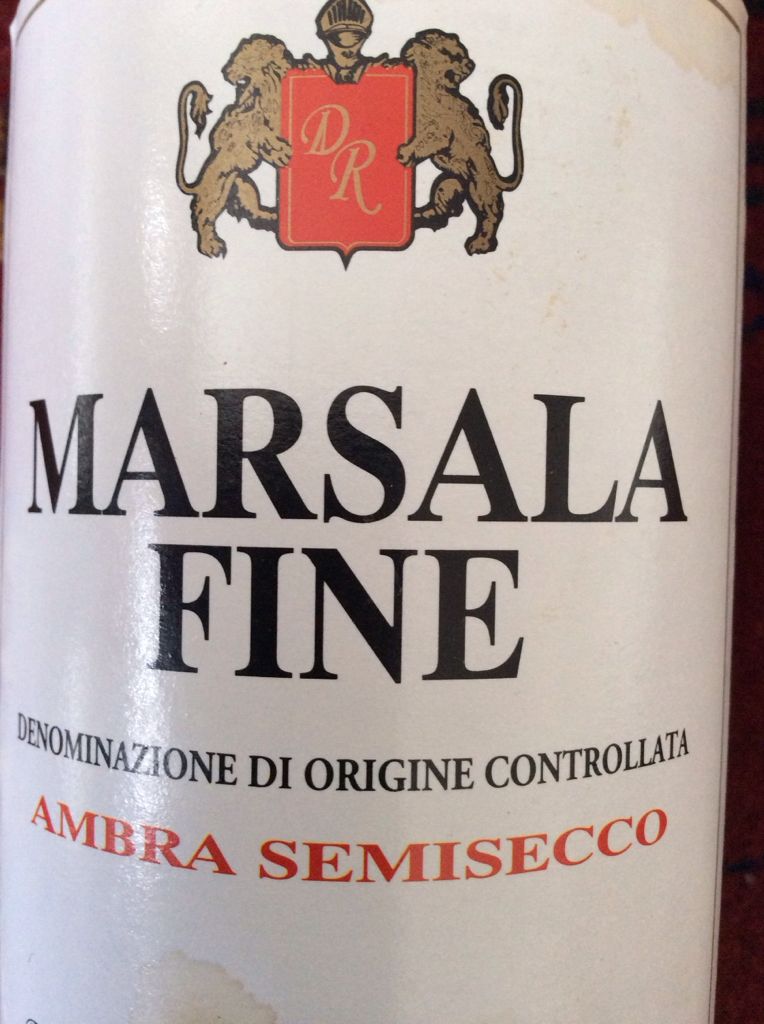 DR
MARSALA
FINE
DENOMINAZIONE DI ORIGINE CONTROLLATA
AMBRA SEMISECCO